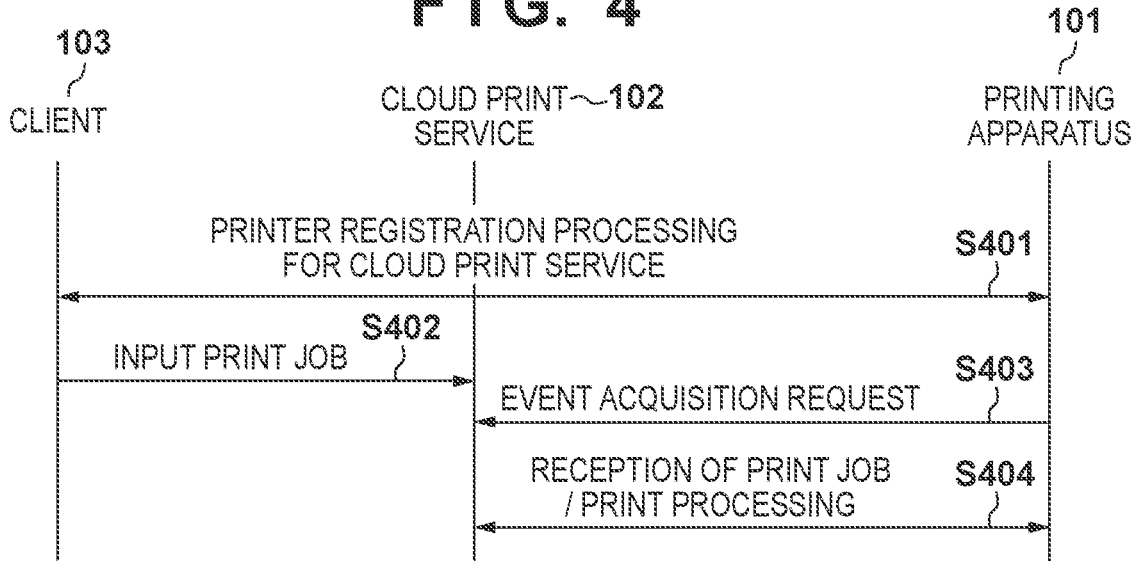 FIG. 4
103
101
CLIENT
CLOUD PRINT 102
SERVICE
PRINTING
APPARATUS
PRINTER REGISTRATION PROCESSING
FOR CLOUD PRINT SERVICE
S401
S402
INPUT PRINT JOB
S403
EVENT ACQUISITION REQUEST
RECEPTION OF PRINT JOB
/ PRINT PROCESSING
S404